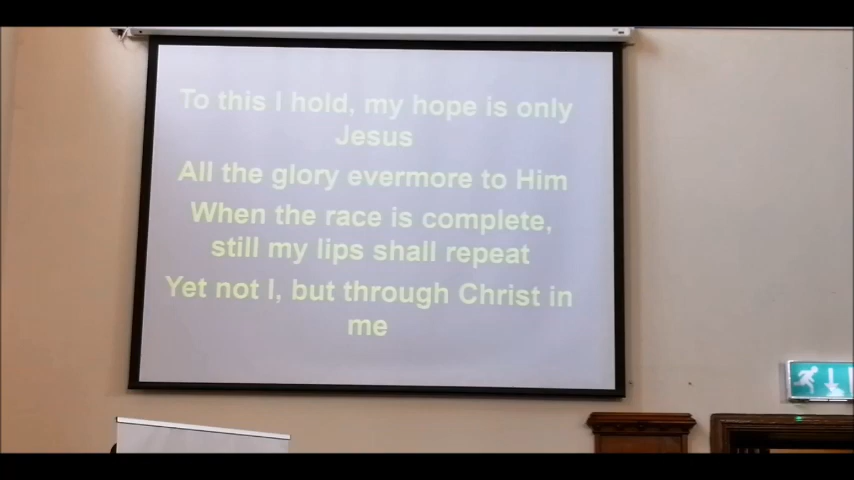 To this I hold, my hope is only
Jesus
All the glory evermore to Him
When the race is complete,
still my lips shall repeat
Yet not I, but through Christ in
me